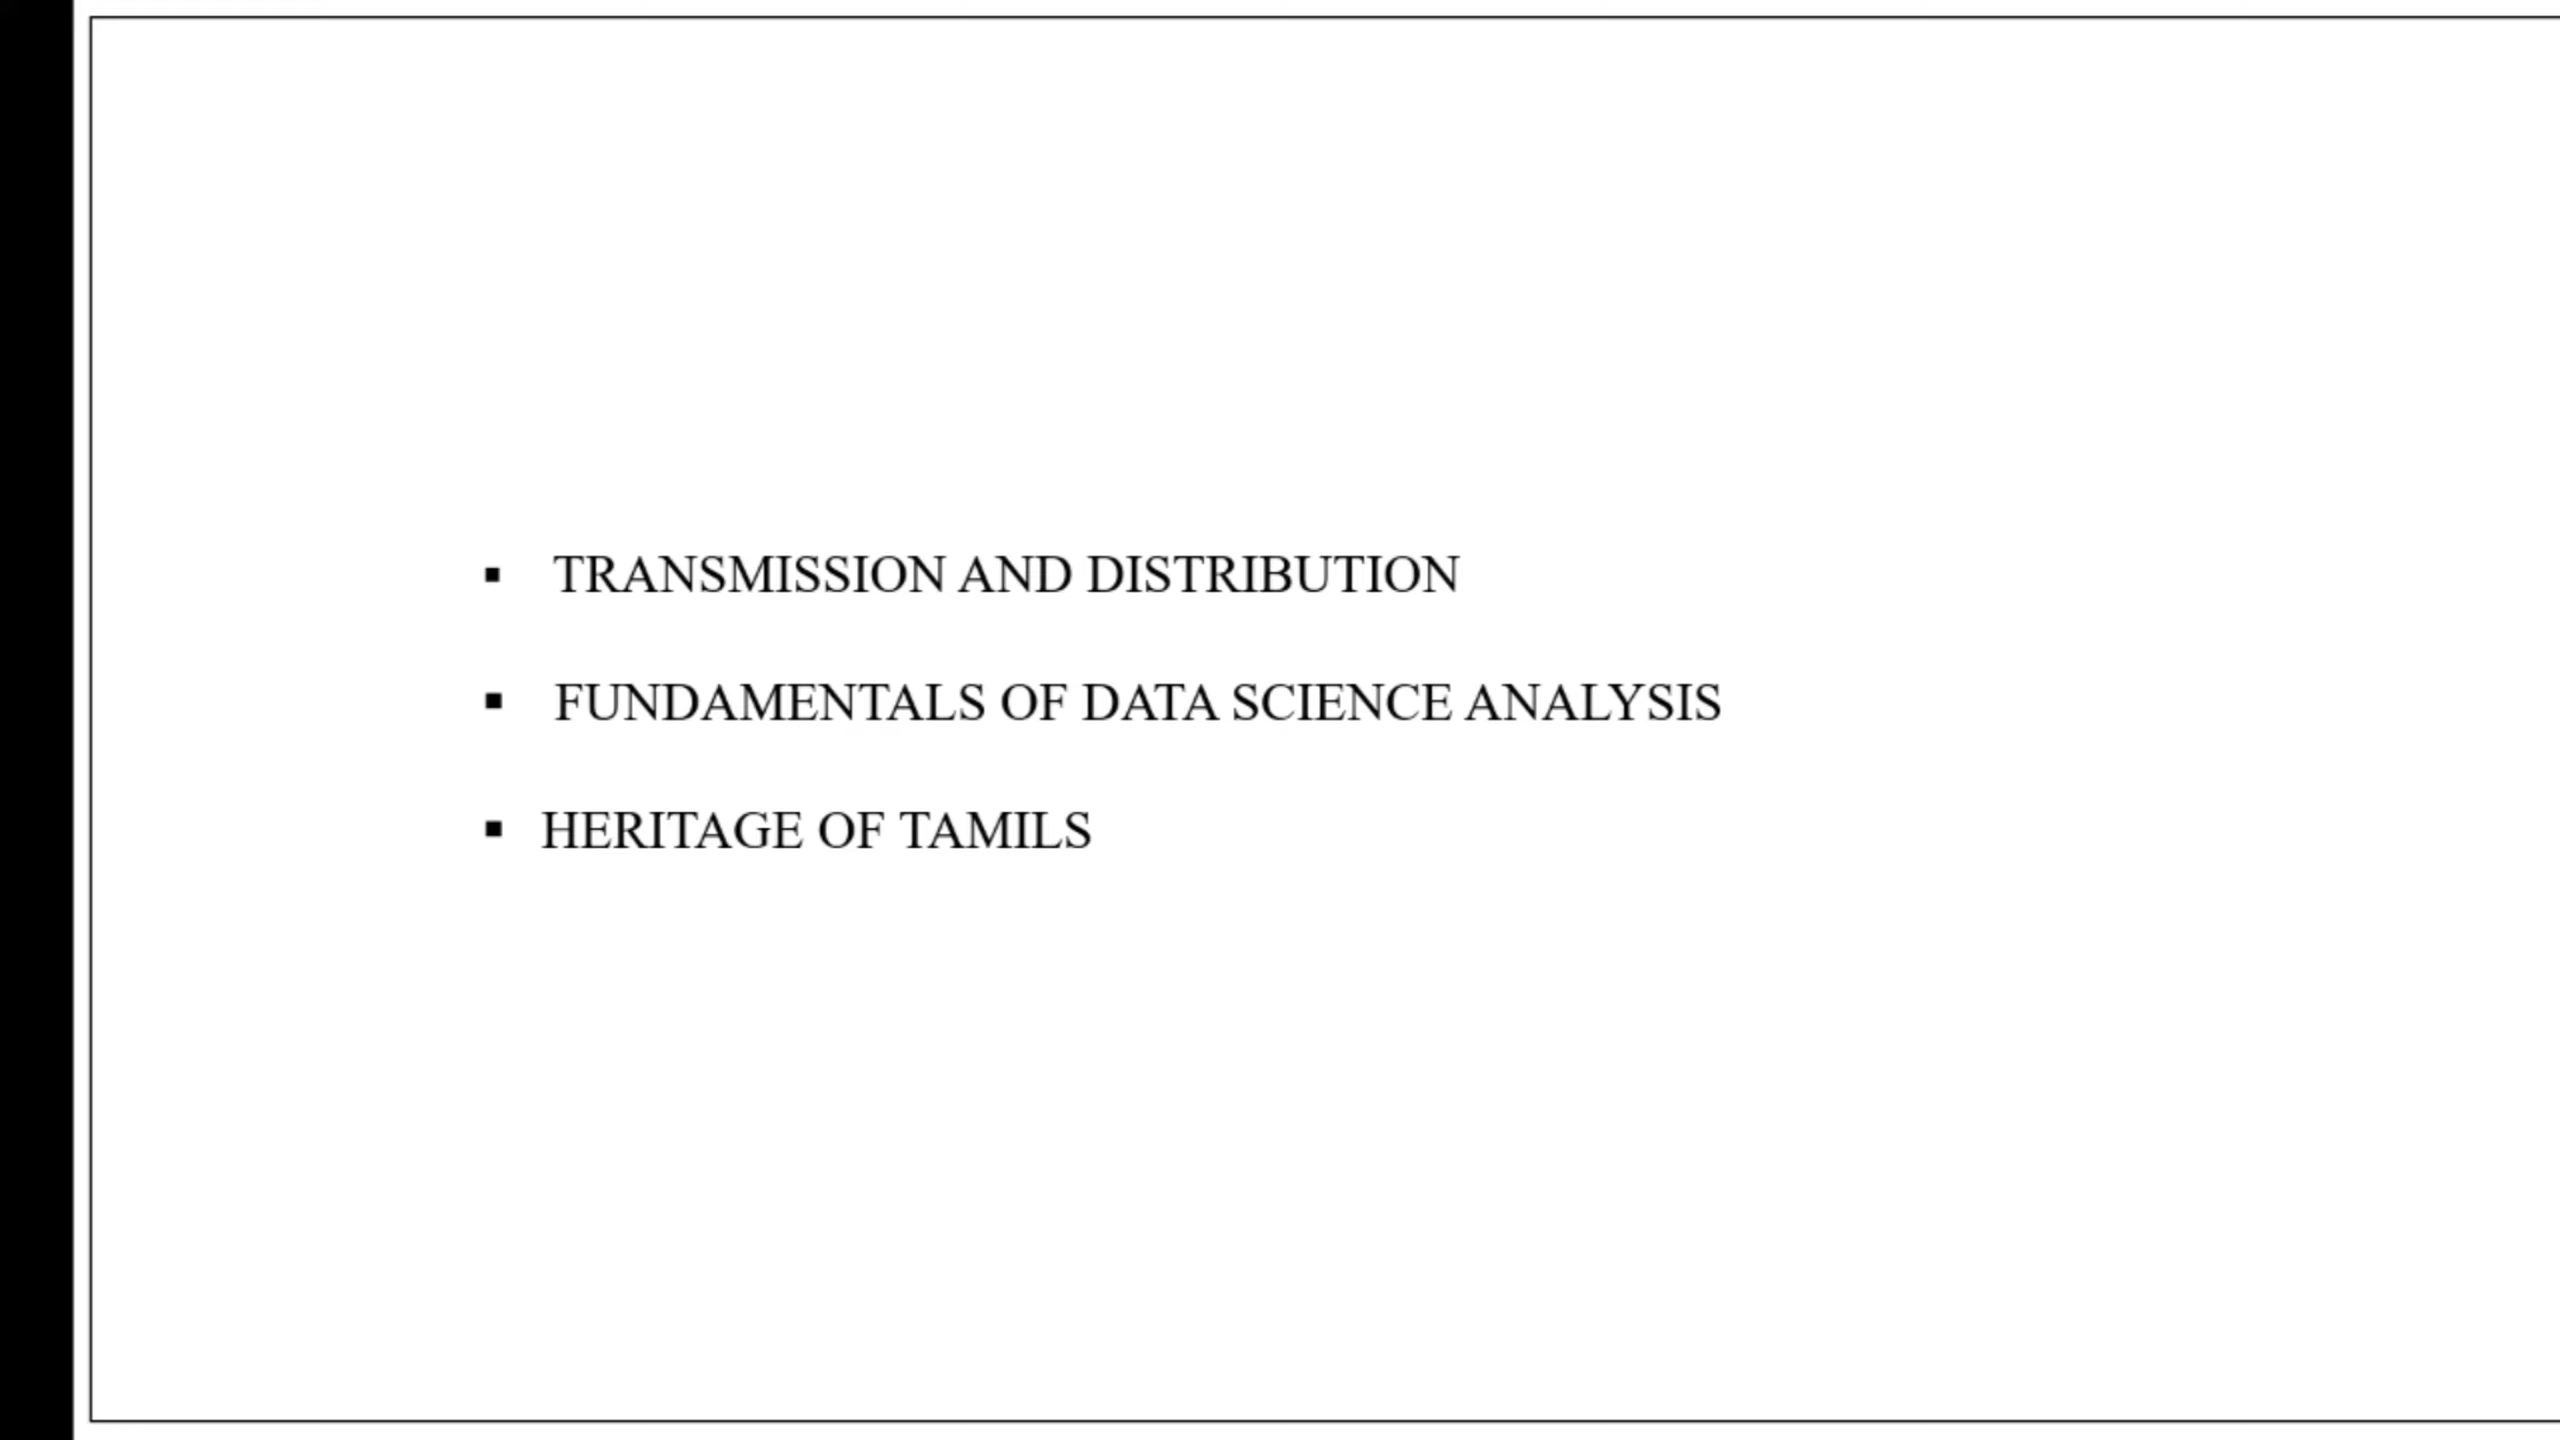 ▪ TRANSMISSION AND DISTRIBUTION
▪ FUNDAMENTALS OF DATA SCIENCE ANALYSIS
▪ HERITAGE OF TAMILS